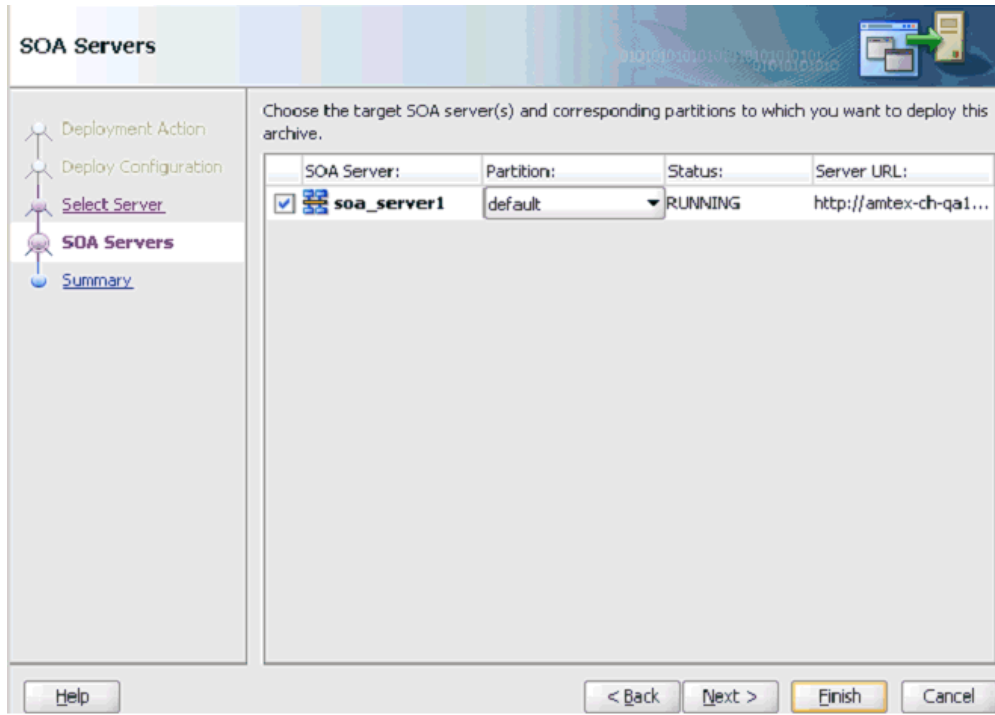 SOA Servers
Deployment Action
Deploy Configuration
Select Server
SOA Servers
Summary
Choose the target SOA server(s) and corresponding partitions to which you want to deploy this
archive.
SOA Server: Partition: Status: Server URL:
soa_server1 default RUNNING http://amtex-ch-qa1...
Help < Back Next > Finish Cancel